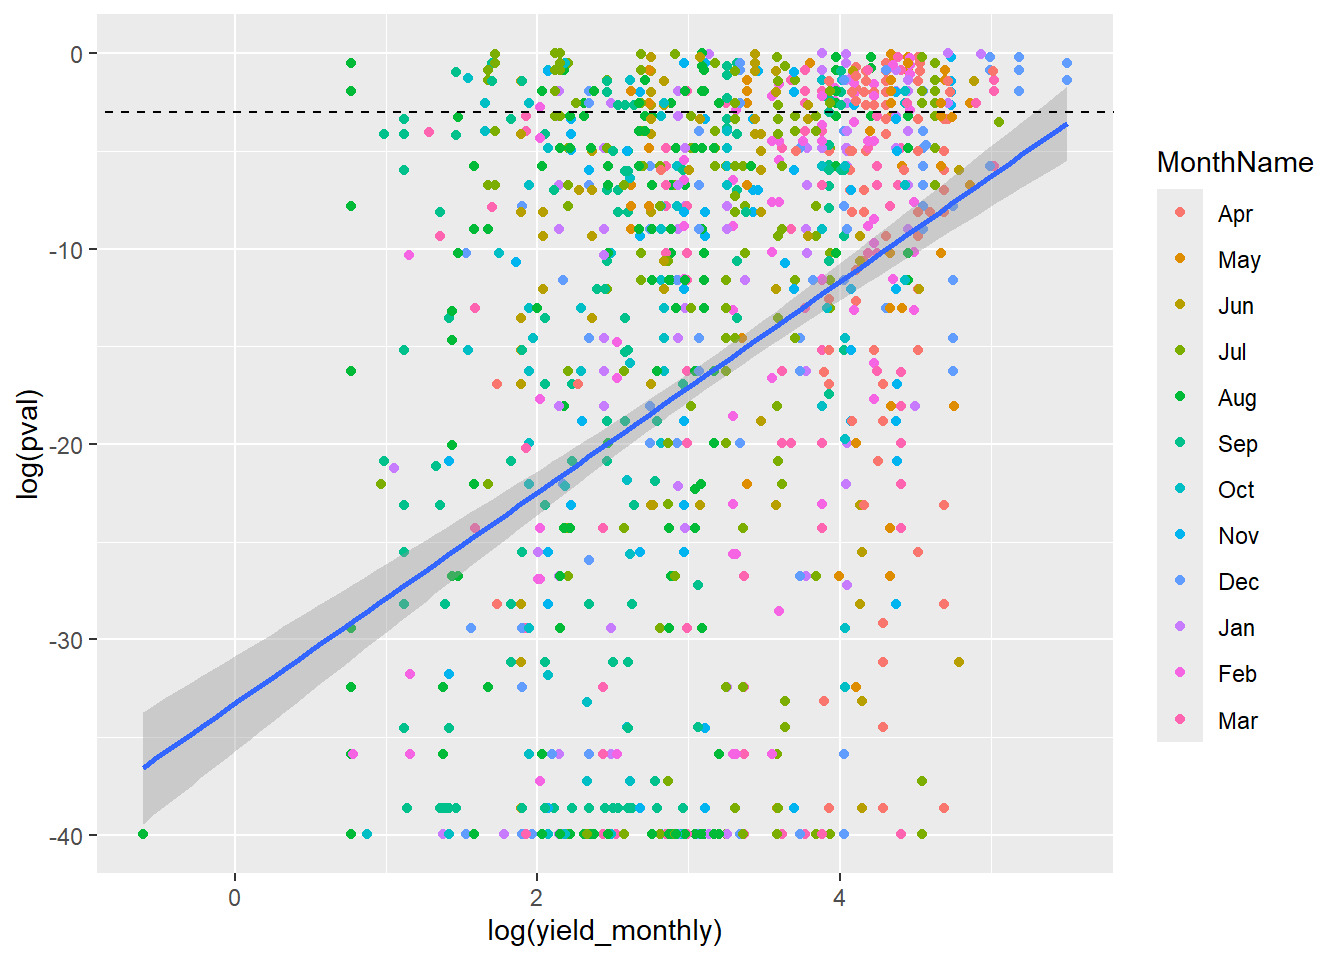 0
-10
-20
-30
-40
log(pval)
0
2
4
log(yield_monthly)
MonthName
Apr
May
Jun
Jul
Aug
Sep
Oct
Nov
Dec
Jan
Feb
Mar